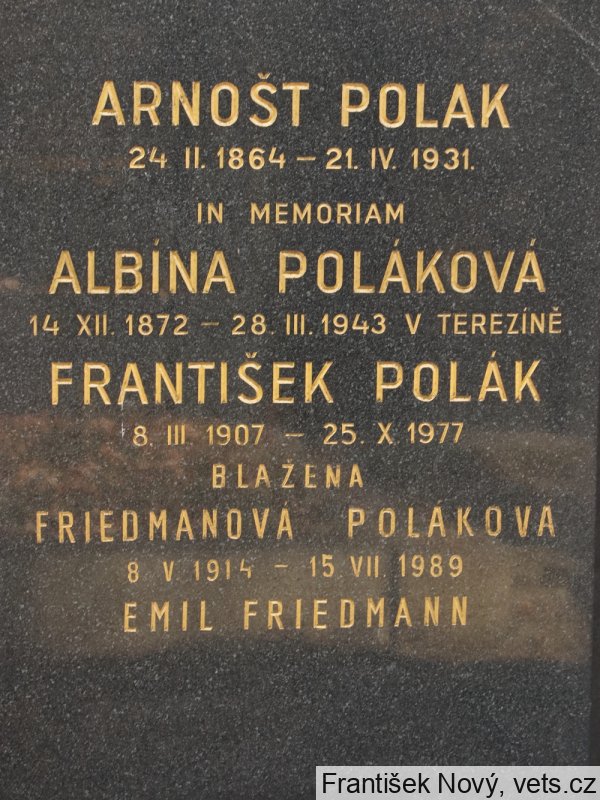 ARNOŠT POLAK
24 II. 1864 – 21. IV. 1931.
IN MEMORIAM
ALBÍNA POLÁKOVÁ
14 XII. 1872 – 28. III. 1943 V TEREZÍNĚ
FRANTIŠEK POLÁK
8. III 1907 – 25. X 1977
BLAŽENA
FRIEDMANOVÁ POLÁKOVÁ
8 V 1914 – 15 VII 1989
EMIL FRIEDMANN
František Nový, vets.cz